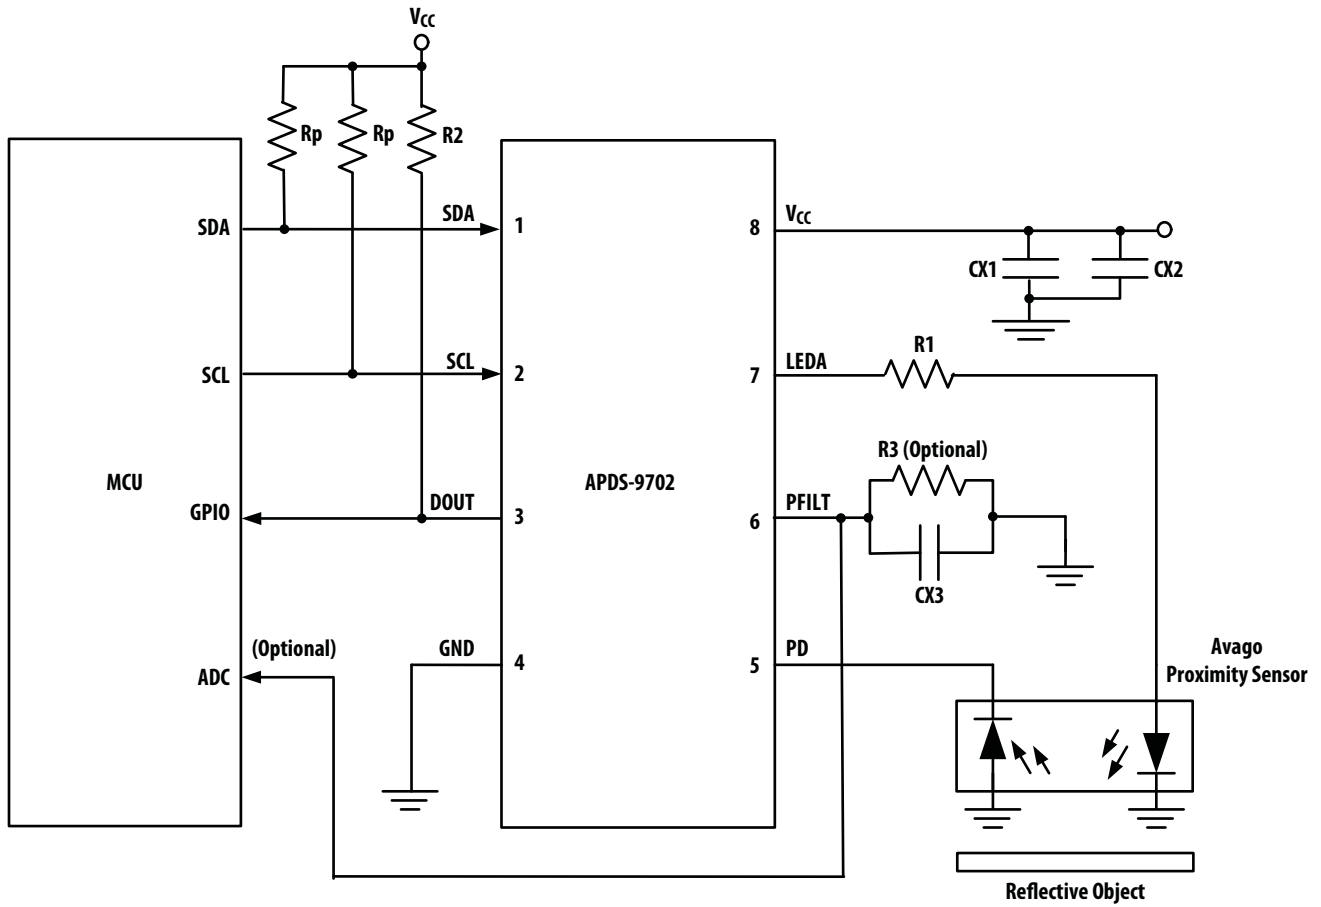 VCC
Rp
Rp
R2
SDA
SDA
1
8
VCC
CX1
CX2
SCL
SCL
2
7
LEDA
R1
MCU
APDS-9702
R3 (Optional)
GPIO
DOUT
3
6
PFILT
CX3
(Optional)
ADC
GND
4
5
PD
Avago
Proximity Sensor
Reflective Object